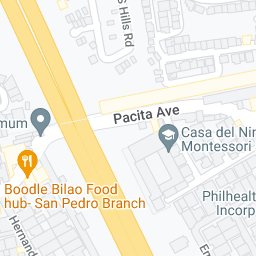 s Hills Rd
Pacita Ave
mum
Casa del Nin
Montessori
Boodle Bilao Food
hub- San Pedro Branch
Philhealt
Incorp
Hernand
En